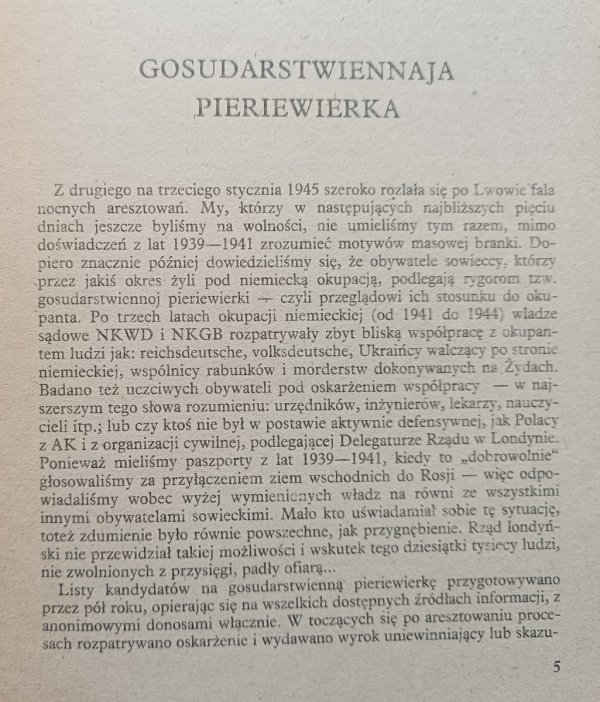 GOSUDARSTWIENNAJA
PIERIEWIERKA
Z drugiego na trzeciego stycznia 1945 szeroko rozlała się po Lwowie fala
nocnych aresztowań. My, którzy w następujących najbliższych pięciu
dniach jeszcze byliśmy na wolności, nie umieliśmy tym razem, mimo
doświadczeń z lat 1939—1941 zrozumieć motywów masowej branki. Do-
piero znacznie później dowiedzieliśmy się, że obywatele sowieccy, którzy
przez jakiś okres żyli pod niemiecką okupacją, podlegają rygorom tzw.
gosudarstwiennoj pieriewierki — czyli przeglądowi ich stosunku do oku-
panta. Po trzech latach okupacji niemieckiej (od 1941 do 1944) władze
sądowe NKWD i NKGB rozpatrywały zbyt bliską współpracę z okupan-
tem ludzi jak: reichsdeutsche, volksdeutsche, Ukraińcy walczący po stronie
niemieckiej, wspólnicy rabunków i morderstw dokonywanych na Żydach.
Badano też uczciwych obywateli pod oskarżeniem współpracy — w naj-
szerszym tego słowa rozumieniu: urzędników, inżynierów, lekarzy, nauczy-
cieli itp.; lub czy ktoś nie był w postawie aktywnie defensywnej, jak Polacy
z AK i z organizacji cywilnej, podlegającej Delegaturze Rządu w Londynie.
Ponieważ mieliśmy paszporty z lat 1939—1941, kiedy to „dobrowolnie“
głosowaliśmy za przyłączeniem ziem wschodnich do Rosji — więc odpo-
wiadaliśmy wobec wyżej wymienionych władz na równi ze wszystkimi
innymi obywatelami sowieckimi. Mało kto uświadamiał sobie tę sytuację,
toteż zdumienie było równie powszechne, jak przygnębienie. Rząd londyń-
ski nie przewidział takiej możliwości i wskutek tego dziesiątki tysięcy ludzi,
nie zwolnionych z przysięgi, padły ofiarą...
Listy kandydatów na gosudarstwienną pieriewierkę przygotowywano
przez pół roku, opierając się na wszelkich dostępnych źródłach informacji, z
anonimowymi donosami włącznie. W toczących się po aresztowaniu proce-
sach rozpatrywano oskarżenie i wydawano wyrok uniewinniający lub skazu-
5